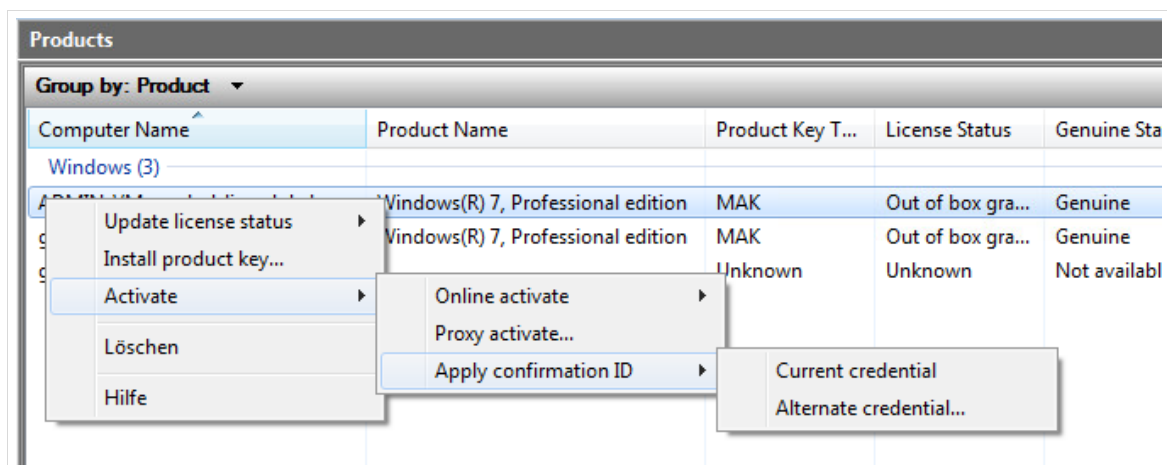 Products
Group by: Product
Computer Name Product Name Product Key T... License Status Genuine Sta
Windows (3)
Windows(R) 7, Professional edition MAK Out of box gra... Genuine
Update license status
Windows(R) 7, Professional edition MAK Out of box gra... Genuine
Install product key...
Unknown Unknown Not availabl
Activate
Online activate
Proxy activate...
Löschen
Apply confirmation ID
Current credential
Hilfe
Alternate credential...